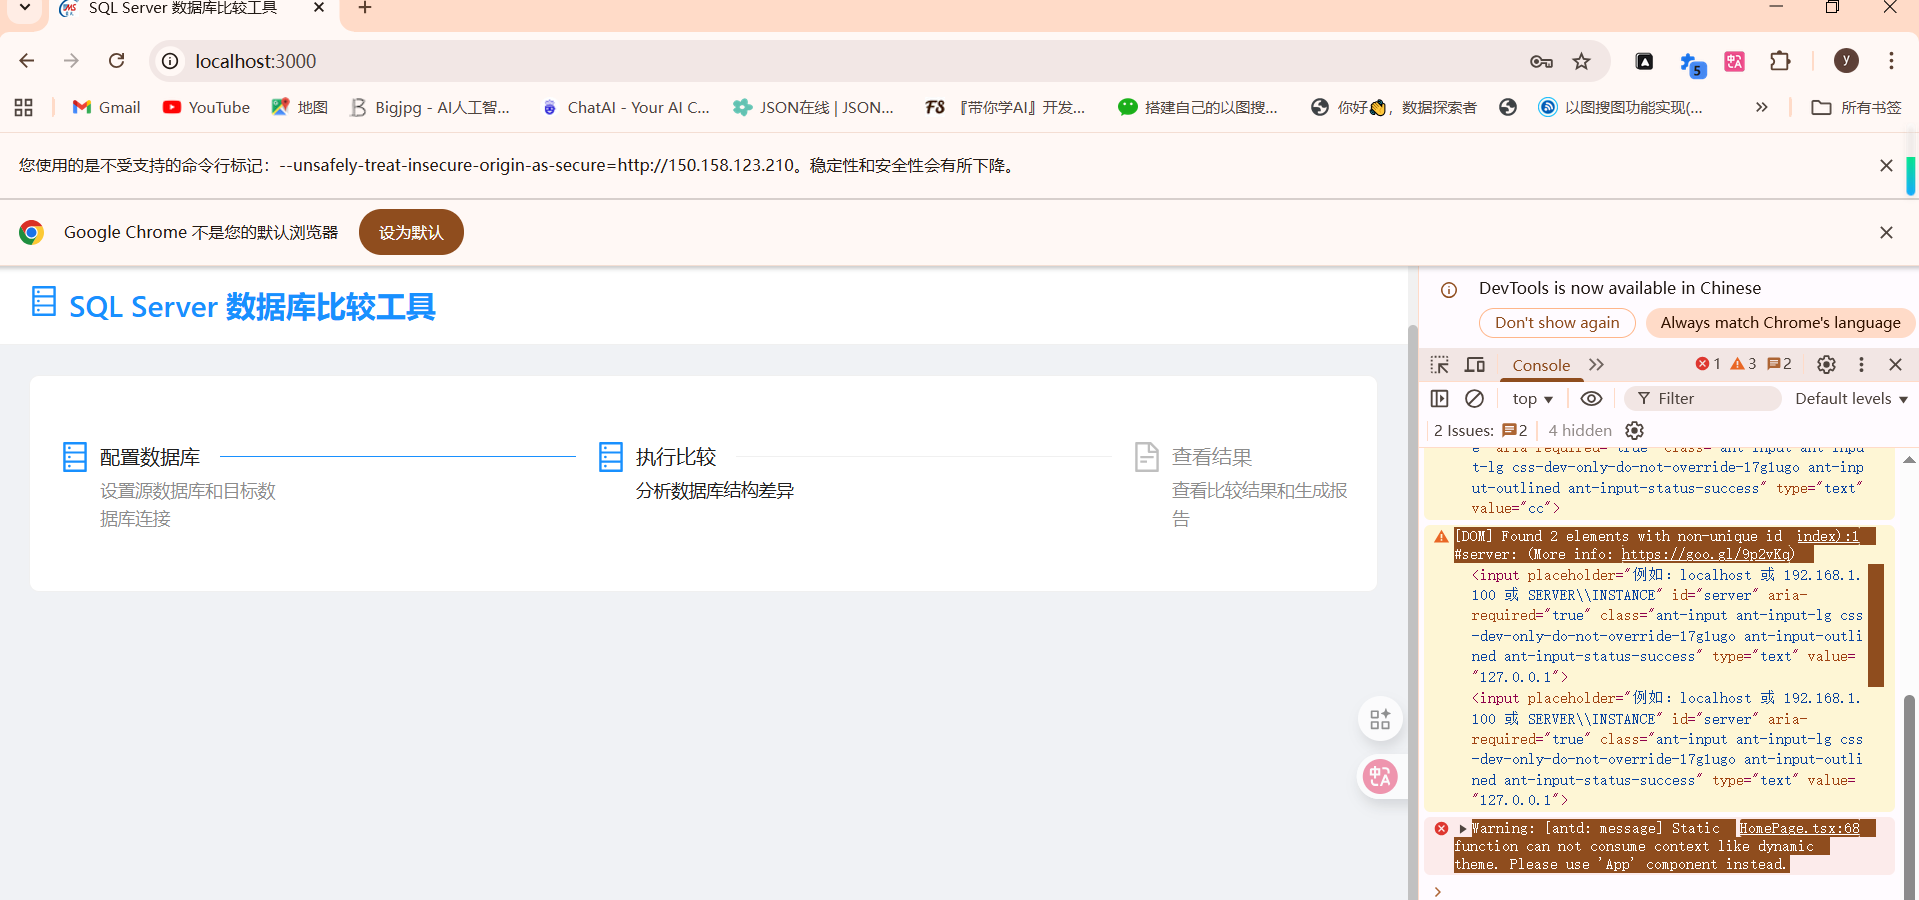 SQL Server 数据库比较工具
localhost:3000
5
y
Gmail
YouTube
地图
Bigjpg - AI人工智...
ChatAI - Your AI C...
JSON在线 | JSON...
『带你学AI』开发...
搭建自己的以图搜...
你好👏，数据探索者
以图搜图功能实现(...
所有书签
您使用的是不受支持的命令行标记：--unsafely-treat-insecure-origin-as-secure=http://150.158.123.210。稳定性和安全性会有所下降。
Google Chrome 不是您的默认浏览器
设为默认
SQL Server 数据库比较工具
配置数据库
设置源数据库和目标数
据库连接
执行比较
分析数据库结构差异
查看结果
查看比较结果和生成报
告
DevTools is now available in Chinese
Don't show again
Always match Chrome's language
Console
1
3
2
top
Filter
Default levels
2 Issues:
2
4 hidden
e" aria-required="true" class="ant-input ant-inpu
t-lg css-dev-only-do-not-override-17g1ugo ant-inp
ut-outlined ant-input-status-success" type="text"
value="cc">
[DOM] Found 2 elements with non-unique id index):1
#server: (More info: https://goo.gl/9p2vKq)
<input placeholder="例如：localhost 或 192.168.1.
100 或 SERVER\\INSTANCE" id="server" aria-
required="true" class="ant-input ant-input-lg css
-dev-only-do-not-override-17g1ugo ant-input-outli
ned ant-input-status-success" type="text" value=
"127.0.0.1">
<input placeholder="例如：localhost 或 192.168.1.
100 或 SERVER\\INSTANCE" id="server" aria-
required="true" class="ant-input ant-input-lg css
-dev-only-do-not-override-17g1ugo ant-input-outli
ned ant-input-status-success" type="text" value=
"127.0.0.1">
Warning: [antd: message] Static HomePage.tsx:68
function can not consume context like dynamic
theme. Please use 'App' component instead.